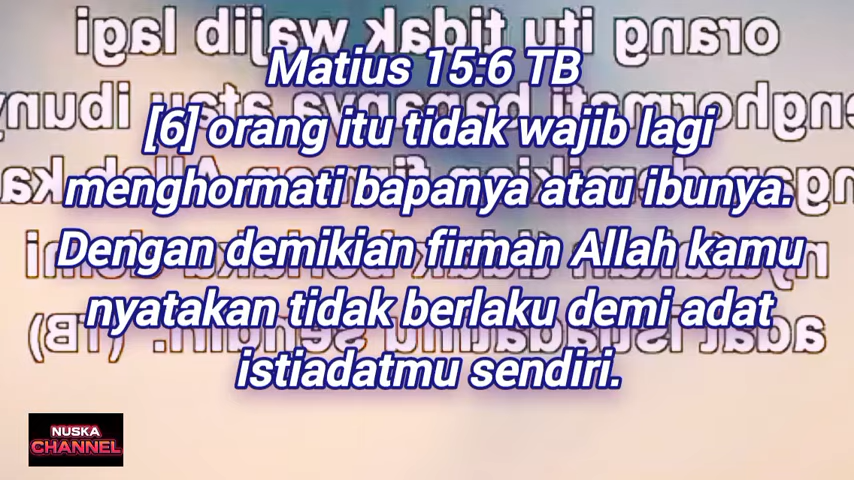 Matius 15:6 TB
[6] orang itu tidak wajib lagi
menghormati bapanya atau ibunya.
Dengan demikian firman Allah kamu
nyatakan tidak berlaku demi adat
istiadatmu sendiri.
NUSKA
CHANNEL